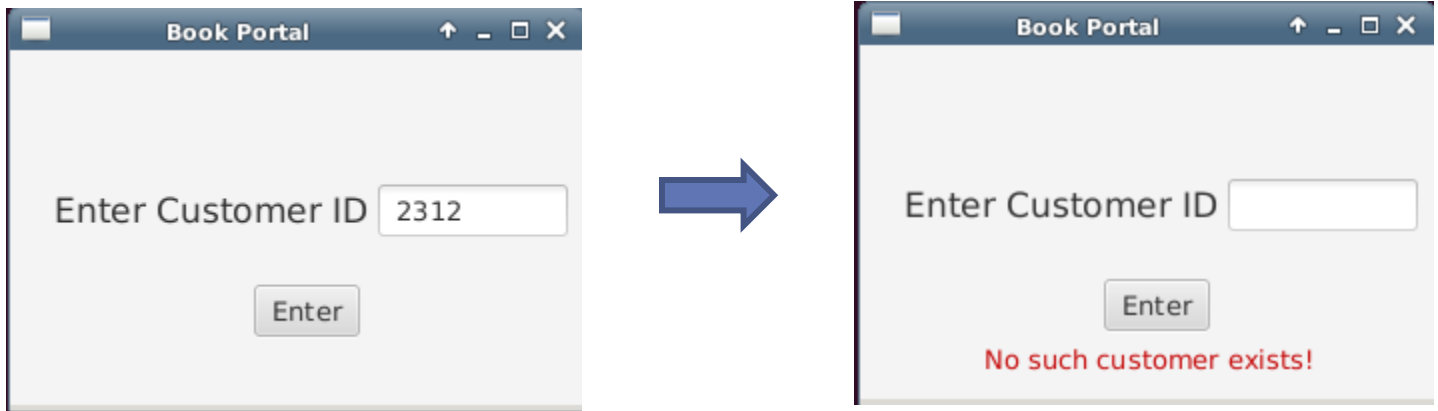 Book Portal
Enter Customer ID 2312
Enter
Book Portal
Enter Customer ID
Enter
No such customer exists!